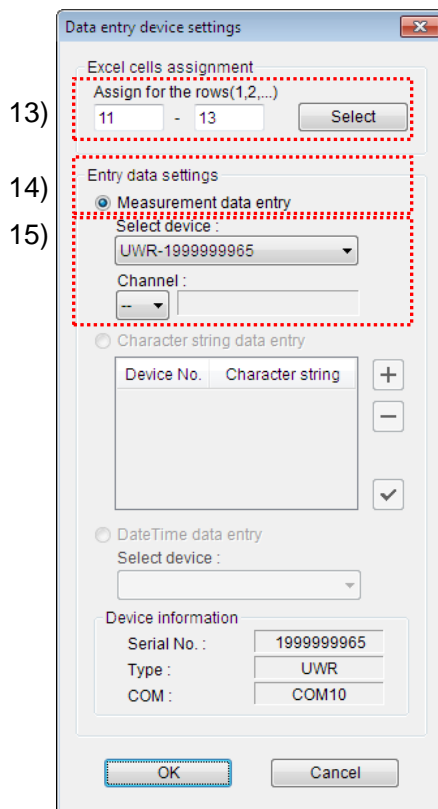 Data entry device settings
Excel cells assignment
Assign for the rows(1,2,...)
13)
11 - 13 Select
14)
Entry data settings
Measurement data entry
15)
Select device :
UWR-1999999965
Channel :
--
Character string data entry
Device No. Character string
DateTime data entry
Select device :
Device information
Serial No. : 1999999965
Type : UWR
COM : COM10
OK Cancel